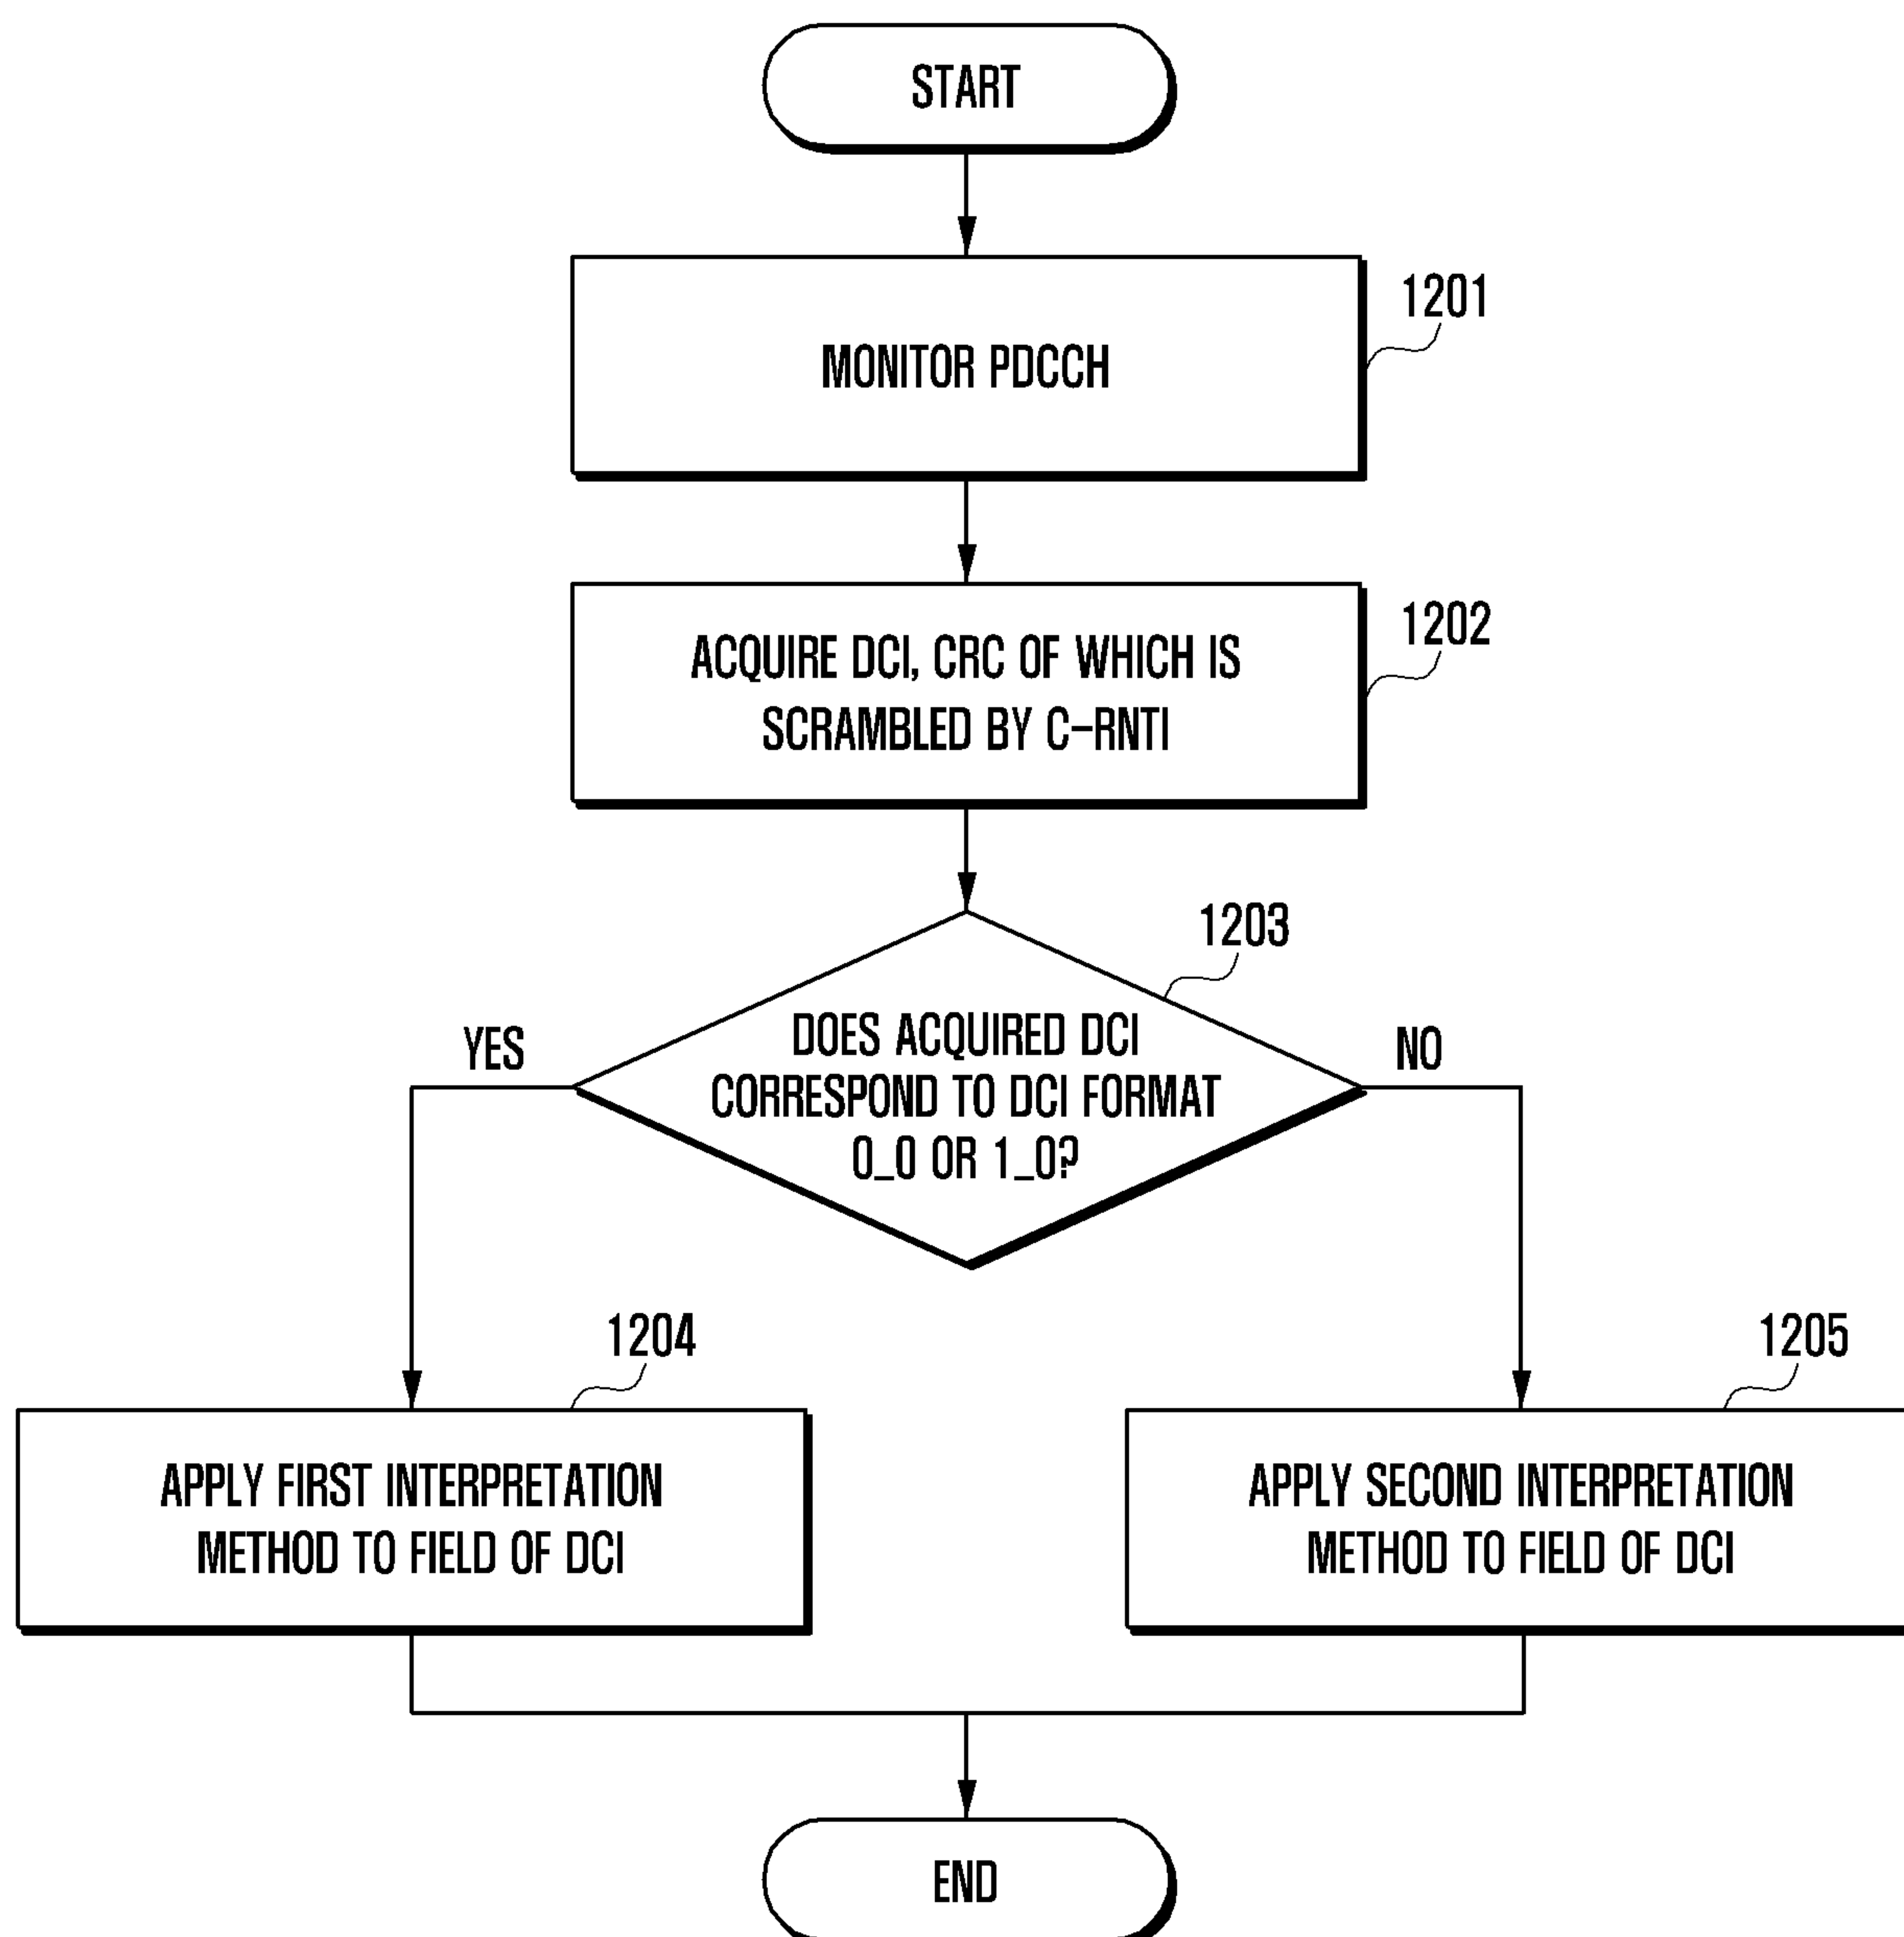 START
1201
MONITOR PDCCH
1202
ACQUIRE DCI, CRC OF WHICH IS
SCRAMBLED BY C-RNTI
1203
DOES ACQUIRED DCI
CORRESPOND TO DCI FORMAT
0_0 OR 1_0?
YES
NO
1204
APPLY FIRST INTERPRETATION
METHOD TO FIELD OF DCI
1205
APPLY SECOND INTERPRETATION
METHOD TO FIELD OF DCI
END